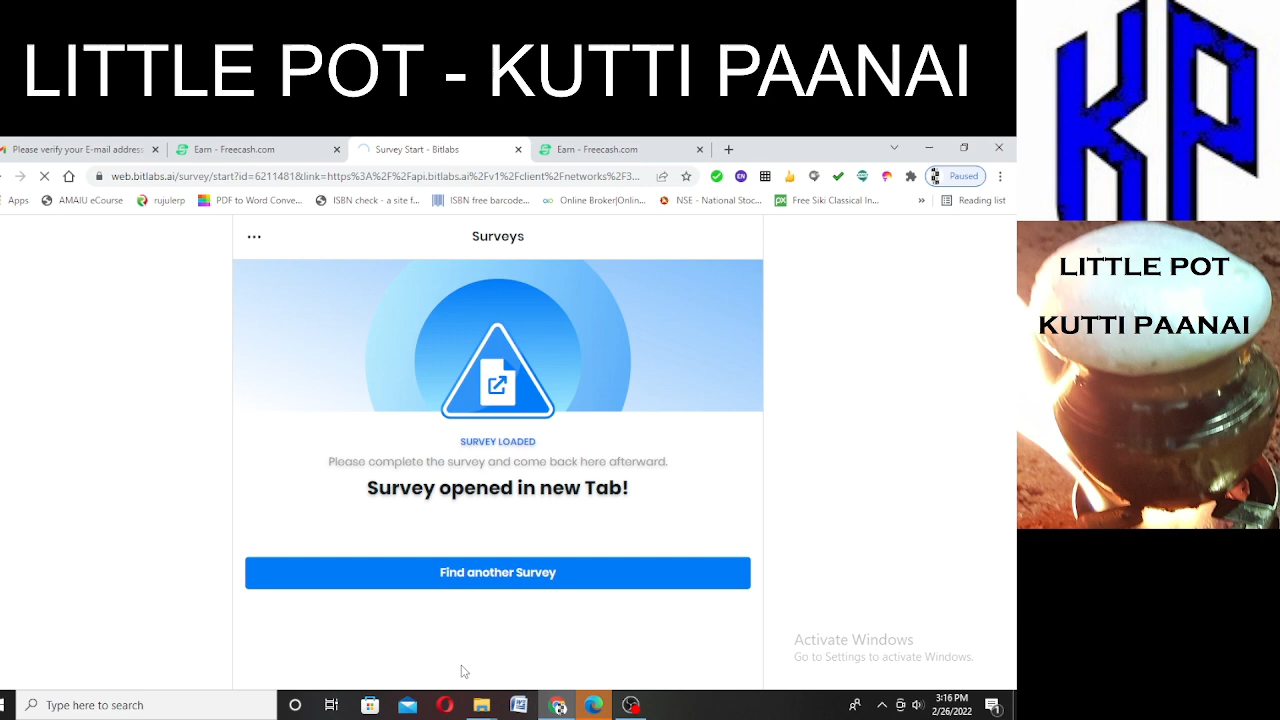 LITTLE POT - KUTTI PAANAI
KP
LITTLE POT
KUTTI PAANAI
Please verify your E-mail address
Earn - Freecash.com
Survey Start - Bitlabs
Earn - Freecash.com
web.bitlabs.ai/survey/start?id=6211481&link=https%3A%2F%2Fapi.bitlabs.ai%2Fv1%2Fclient%2Fnetworks%2F3...
Paused
Apps
AMAIU eCourse
rujulerp
PDF to Word Conve...
ISBN check - a site f...
ISBN free barcode...
Online Broker|Onlin...
NSE - National Stoc...
Free Siki Classical In...
»
Reading list
Surveys
SURVEY LOADED
Please complete the survey and come back here afterward.
Survey opened in new Tab!
Find another Survey
Activate Windows
Go to Settings to activate Windows.
Type here to search
3:16 PM
2/26/2022
1